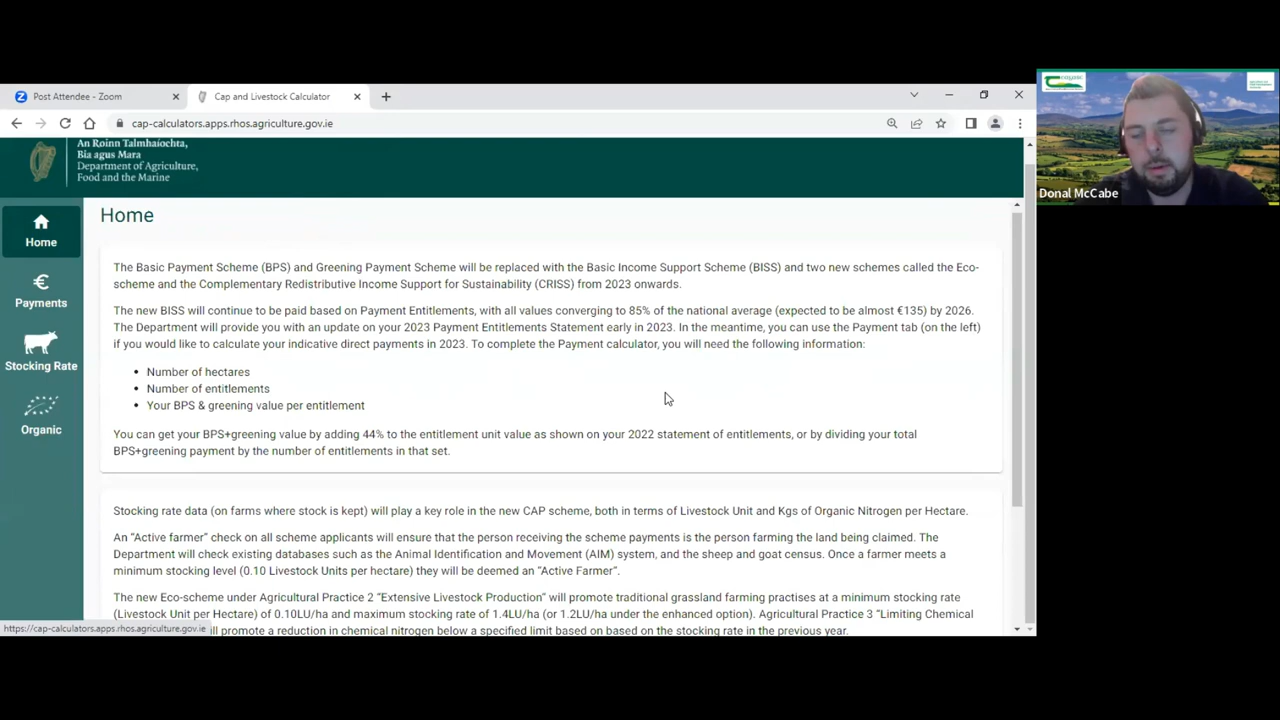 Post Attendee - Zoom
Cap and Livestock Calculator
cap-calculators.apps.rhos.agriculture.gov.ie
An Roinn Talmhaíochta,
Bia agus Mara
Department of Agriculture,
Food and the Marine
Donal McCabe
Home
Payments
Stocking Rate
Organic
Home
The Basic Payment Scheme (BPS) and Greening Payment Scheme will be replaced with the Basic Income Support Scheme (BISS) and two new schemes called the Eco-
scheme and the Complementary Redistributive Income Support for Sustainability (CRISS) from 2023 onwards.
The new BISS will continue to be paid based on Payment Entitlements, with all values converging to 85% of the national average (expected to be almost €135) by 2026.
The Department will provide you with an update on your 2023 Payment Entitlements Statement early in 2023. In the meantime, you can use the Payment tab (on the left)
if you would like to calculate your indicative direct payments in 2023. To complete the Payment calculator, you will need the following information:
• Number of hectares
• Number of entitlements
• Your BPS & greening value per entitlement
You can get your BPS+greening value by adding 44% to the entitlement unit value as shown on your 2022 statement of entitlements, or by dividing your total
BPS+greening payment by the number of entitlements in that set.
Stocking rate data (on farms where stock is kept) will play a key role in the new CAP scheme, both in terms of Livestock Unit and Kgs of Organic Nitrogen per Hectare.
An “Active farmer” check on all scheme applicants will ensure that the person receiving the scheme payments is the person farming the land being claimed. The
Department will check existing databases such as the Animal Identification and Movement (AIM) system, and the sheep and goat census. Once a farmer meets a
minimum stocking level (0.10 Livestock Units per hectare) they will be deemed an “Active Farmer”.
The new Eco-scheme under Agricultural Practice 2 “Extensive Livestock Production” will promote traditional grassland farming practises at a minimum stocking rate
(Livestock Unit per Hectare) of 0.10LU/ha and maximum stocking rate of 1.4LU/ha (or 1.2LU/ha under the enhanced option). Agricultural Practice 3 “Limiting Chemical
ill promote a reduction in chemical nitrogen below a specified limit based on based on the stocking rate in the previous year.
https://cap-calculators.apps.rhos.agriculture.gov.ie